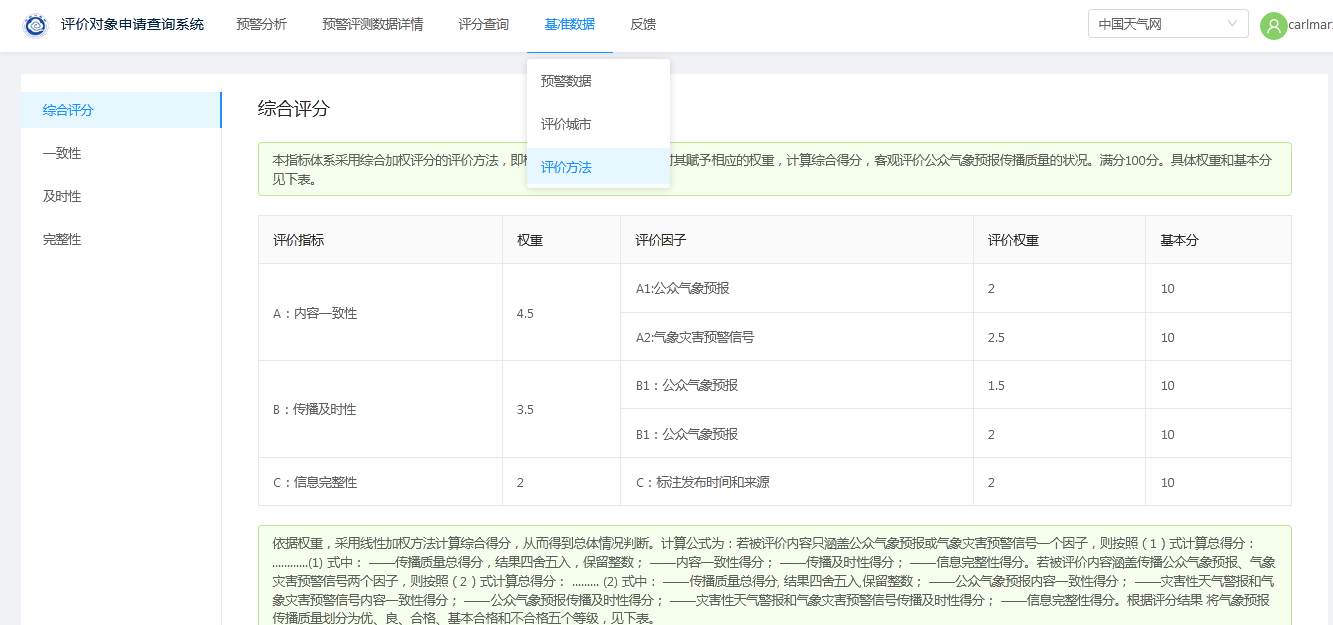 评价对象申请查询系统 预警分析 预警评测数据详情 评分查询 基准数据 反馈 中国天气网 carlmar
预警数据
评价城市
评价方法
综合评分
一致性
及时性
完整性
综合评分
本指标体系采用综合加权评分的评价方法，即 对其赋予相应的权重，计算综合得分，客观评价公众气象预报传播质量的状况。满分100分。具体权重和基本分
见下表。
评价指标 权重 评价因子 评价权重 基本分
A：内容一致性 4.5 A1:公众气象预报 2 10
A2:气象灾害预警信号 2.5 10
B：传播及时性 3.5 B1：公众气象预报 1.5 10
B1：公众气象预报 2 10
C：信息完整性 2 C：标注发布时间和来源 2 10
依据权重，采用线性加权方法计算综合得分，从而得到总体情况判断。计算公式为：若被评价内容只涵盖公众气象预报或气象灾害预警信号一个因子，则按照（1）式计算总得分：
............(1) 式中： ——传播质量总得分，结果四舍五入，保留整数； ——内容一致性得分； ——传播及时性得分； ——信息完整性得分。若被评价内容涵盖传播公众气象预报、气象
灾害预警信号两个因子，则按照（2）式计算总得分： ......... (2) 式中： ——传播质量总得分, 结果四舍五入,保留整数； ——公众气象预报内容一致性得分； ——灾害性天气警报和气
象灾害预警信号内容一致性得分； ——公众气象预报传播及时性得分； ——灾害性天气警报和气象灾害预警信号传播及时性得分； ——信息完整性得分。根据评分结果 将气象预报
传播质量划分为优、良、合格、基本合格和不合格五个等级，见下表。